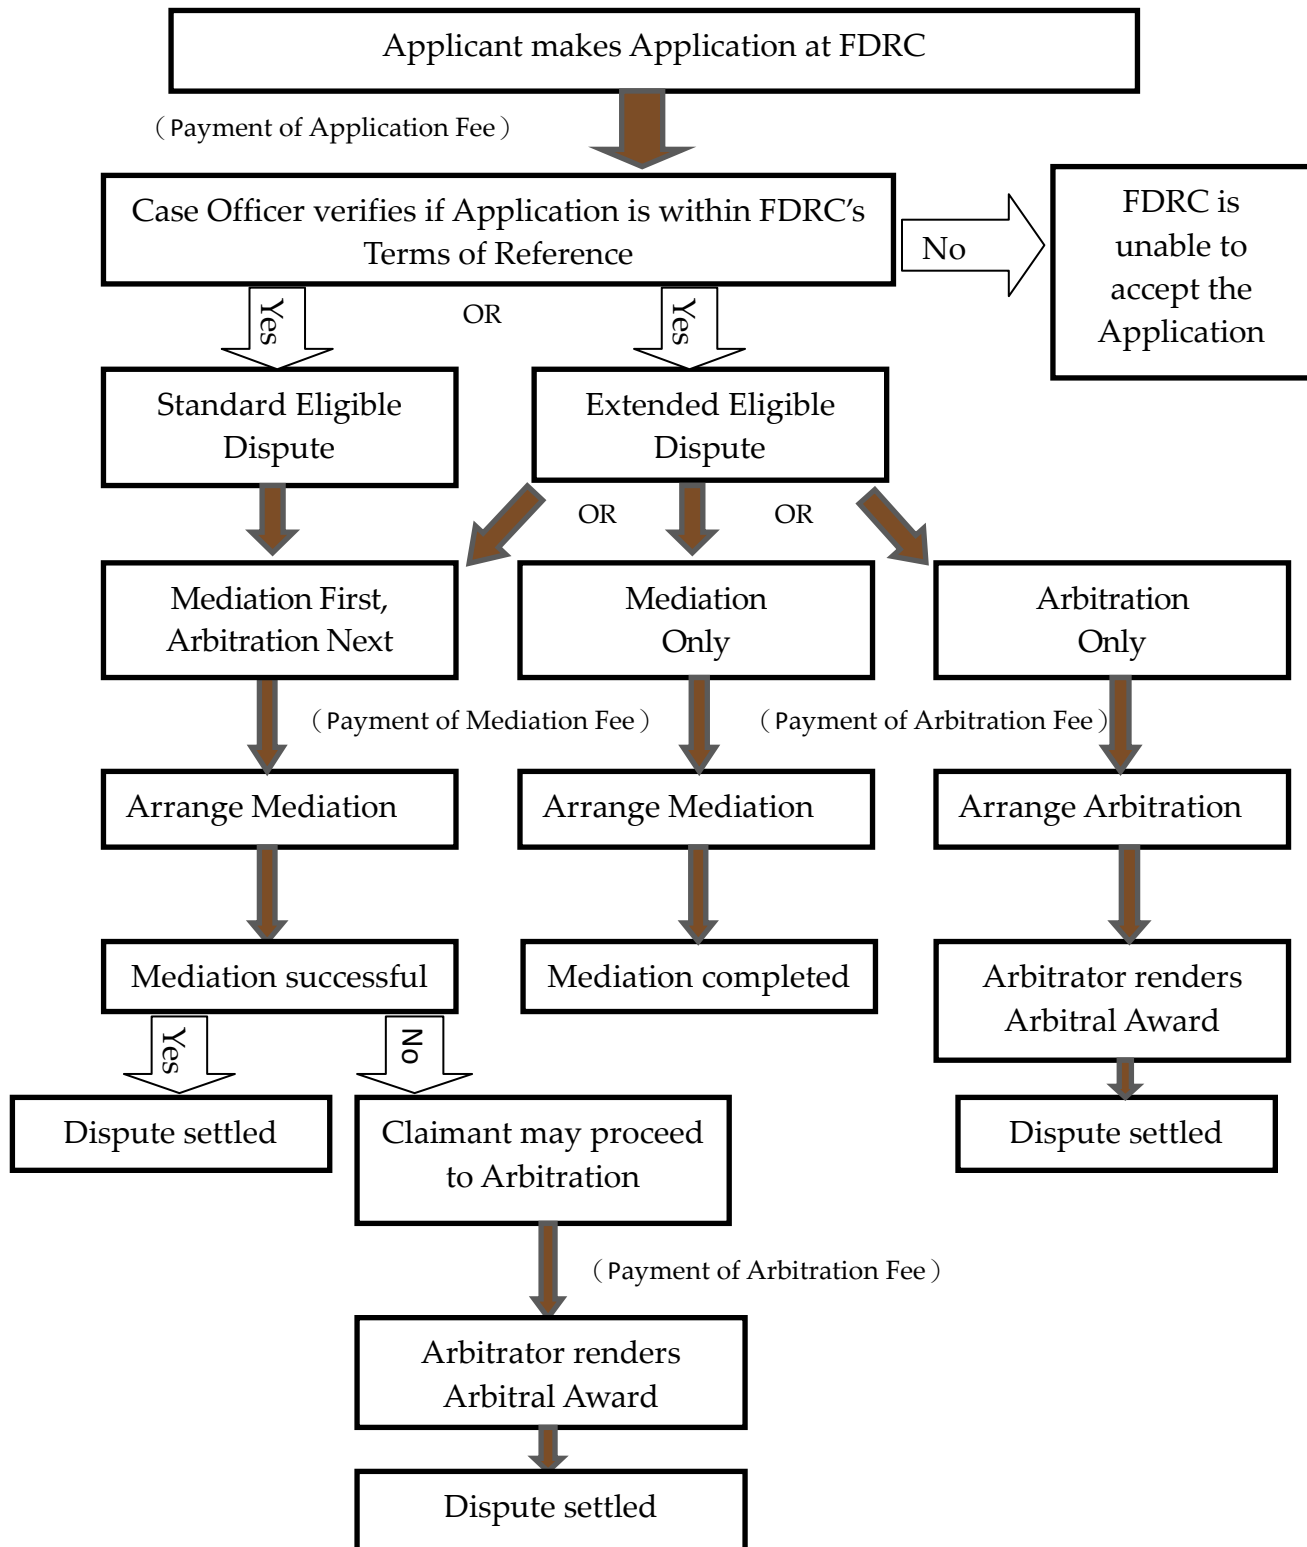 Applicant makes Application at FDRC
（Payment of Application Fee）
Case Officer verifies if Application is within FDRC’s
Terms of Reference
No
FDRC is
unable to
accept the
Application
Yes
OR
Yes
Standard Eligible
Dispute
Extended Eligible
Dispute
OR
OR
Mediation First,
Arbitration Next
Mediation
Only
Arbitration
Only
（Payment of Mediation Fee）
（Payment of Arbitration Fee）
Arrange Mediation
Arrange Mediation
Arrange Arbitration
Mediation successful
Mediation completed
Arbitrator renders
Arbitral Award
Yes
No
Dispute settled
Claimant may proceed
to Arbitration
Dispute settled
（Payment of Arbitration Fee）
Arbitrator renders
Arbitral Award
Dispute settled